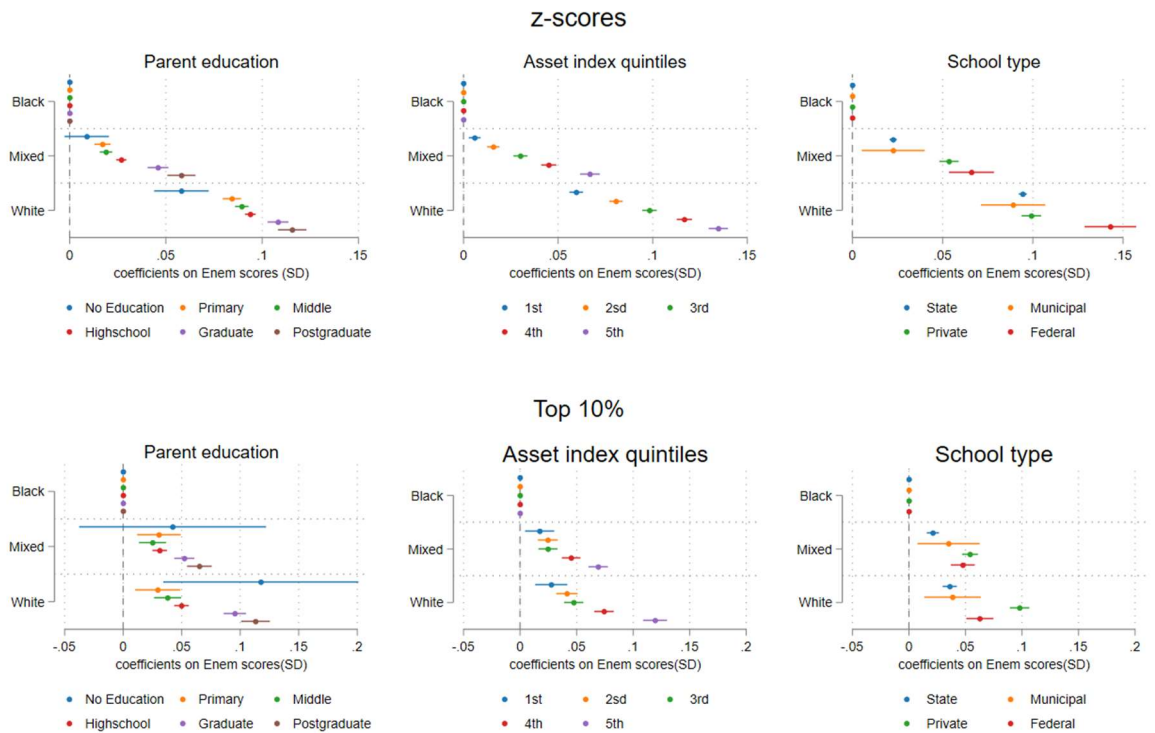 z-scores
Parent education
Asset index quintiles
School type
Black
Mixed
White
0 .05 .1 .15
coefficients on Enem scores (SD)
No Education Primary Middle
Highschool Graduate Postgraduate
Black
Mixed
White
0 .05 .1 .15
coefficients on Enem scores(SD)
1st 2sd 3rd
4th 5th
Black
Mixed
White
0 .05 .1 .15
coefficients on Enem scores(SD)
State Municipal
Private Federal
Top 10%
Parent education
Asset index quintiles
School type
Black
Mixed
White
-.05 0 .05 .1 .15 .2
coefficients on Enem scores(SD)
No Education Primary Middle
Highschool Graduate Postgraduate
Black
Mixed
White
-.05 0 .05 .1 .15 .2
coefficients on Enem scores(SD)
1st 2sd 3rd
4th 5th
Black
Mixed
White
-.05 0 .05 .1 .15 .2
coefficients on Enem scores(SD)
State Municipal
Private Federal